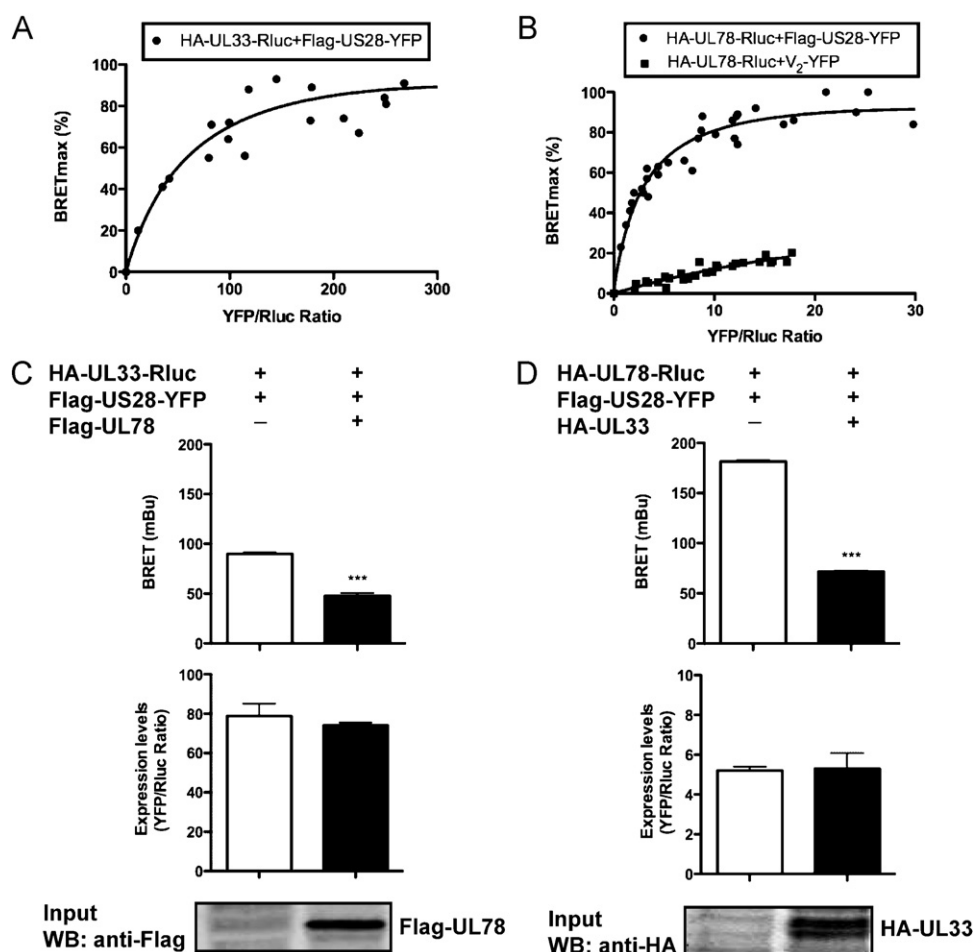 A
HA-UL33-Rluc+Flag-US28-YFP
100
80
60
40
20
0
BRETmax (%)
0 100 200 300
YFP/Rluc Ratio
B
HA-UL78-Rluc+Flag-US28-YFP
HA-UL78-Rluc+V2-YFP
100
80
60
40
20
0
BRETmax (%)
0 10 20 30
YFP/Rluc Ratio
C
HA-UL33-Rluc + +
Flag-US28-YFP + +
Flag-UL78 – +
200
150
100
50
0
BRET (mBu)
***
100
80
60
40
20
0
Expression levels
(YFP/Rluc Ratio)
Input
WB: anti-Flag
Flag-UL78
D
HA-UL78-Rluc + +
Flag-US28-YFP + +
HA-UL33 – +
200
150
100
50
0
BRET (mBu)
***
6
4
2
0
Expression levels
(YFP/Rluc Ratio)
Input
WB: anti-HA
HA-UL33